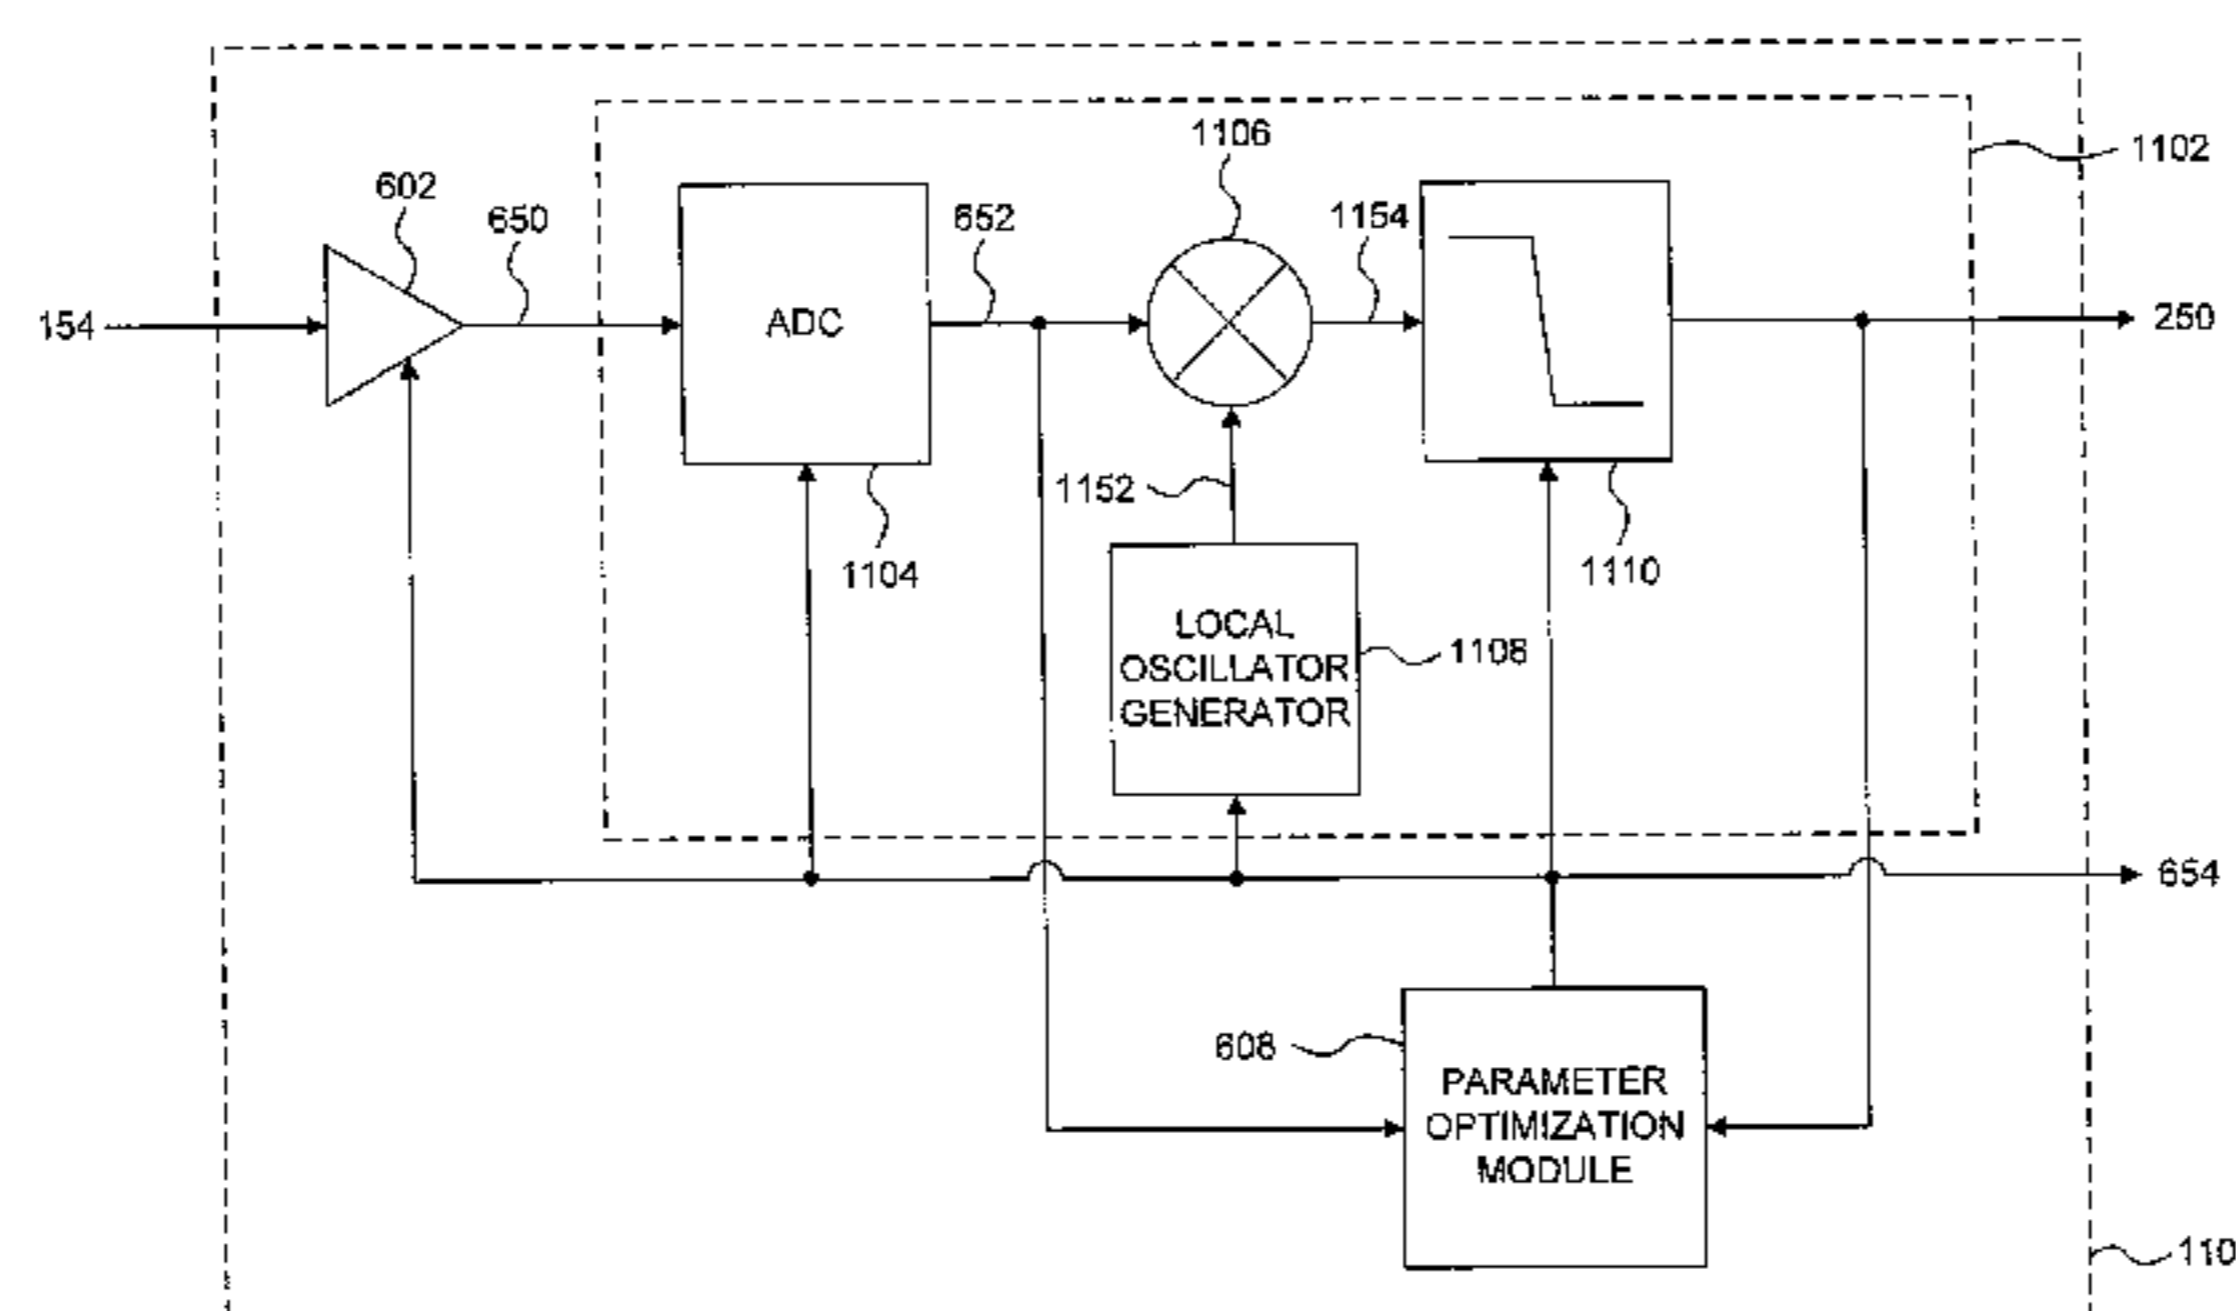 1106
1102
602
650
652
1154
154
ADC
250
1152
1104
1110
LOCAL
OSCILLATOR
GENERATOR
1108
654
608
PARAMETER
OPTIMIZATION
MODULE
110